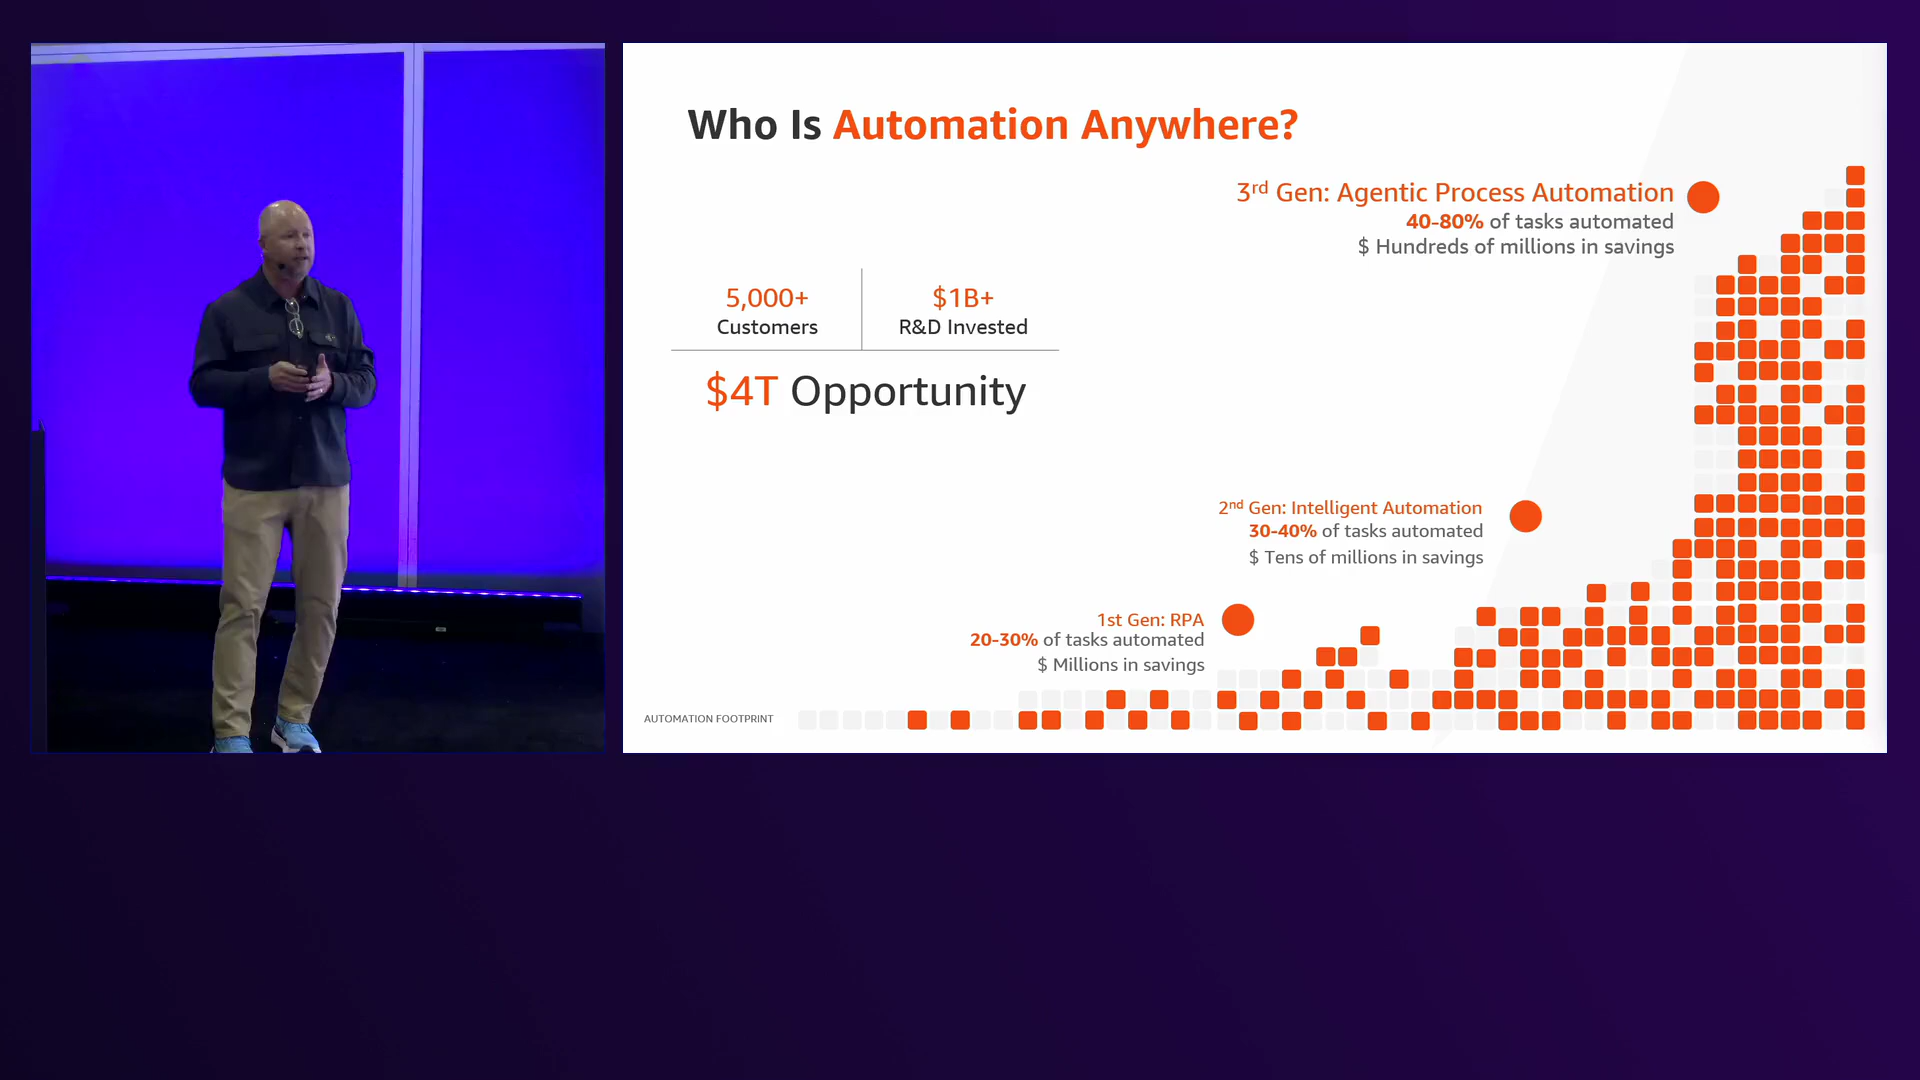 Who Is Automation Anywhere?
5,000+
Customers
$1B+
R&D Invested
$4T Opportunity
3rd Gen: Agentic Process Automation
40-80% of tasks automated
$ Hundreds of millions in savings
2nd Gen: Intelligent Automation
30-40% of tasks automated
$ Tens of millions in savings
1st Gen: RPA
20-30% of tasks automated
$ Millions in savings
AUTOMATION FOOTPRINT